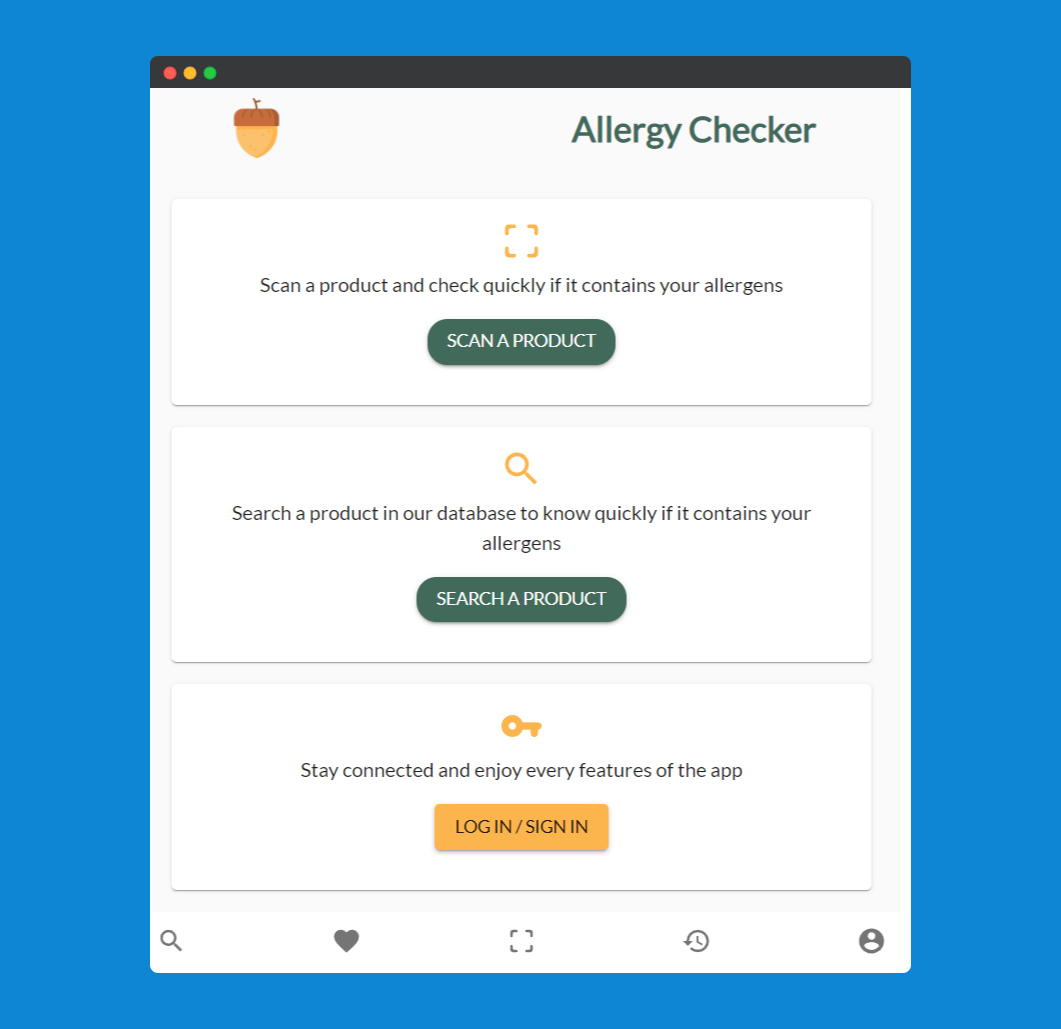 Allergy Checker
Scan a product and check quickly if it contains your allergens
SCAN A PRODUCT
Search a product in our database to know quickly if it contains your
allergens
SEARCH A PRODUCT
Stay connected and enjoy every features of the app
LOG IN / SIGN IN